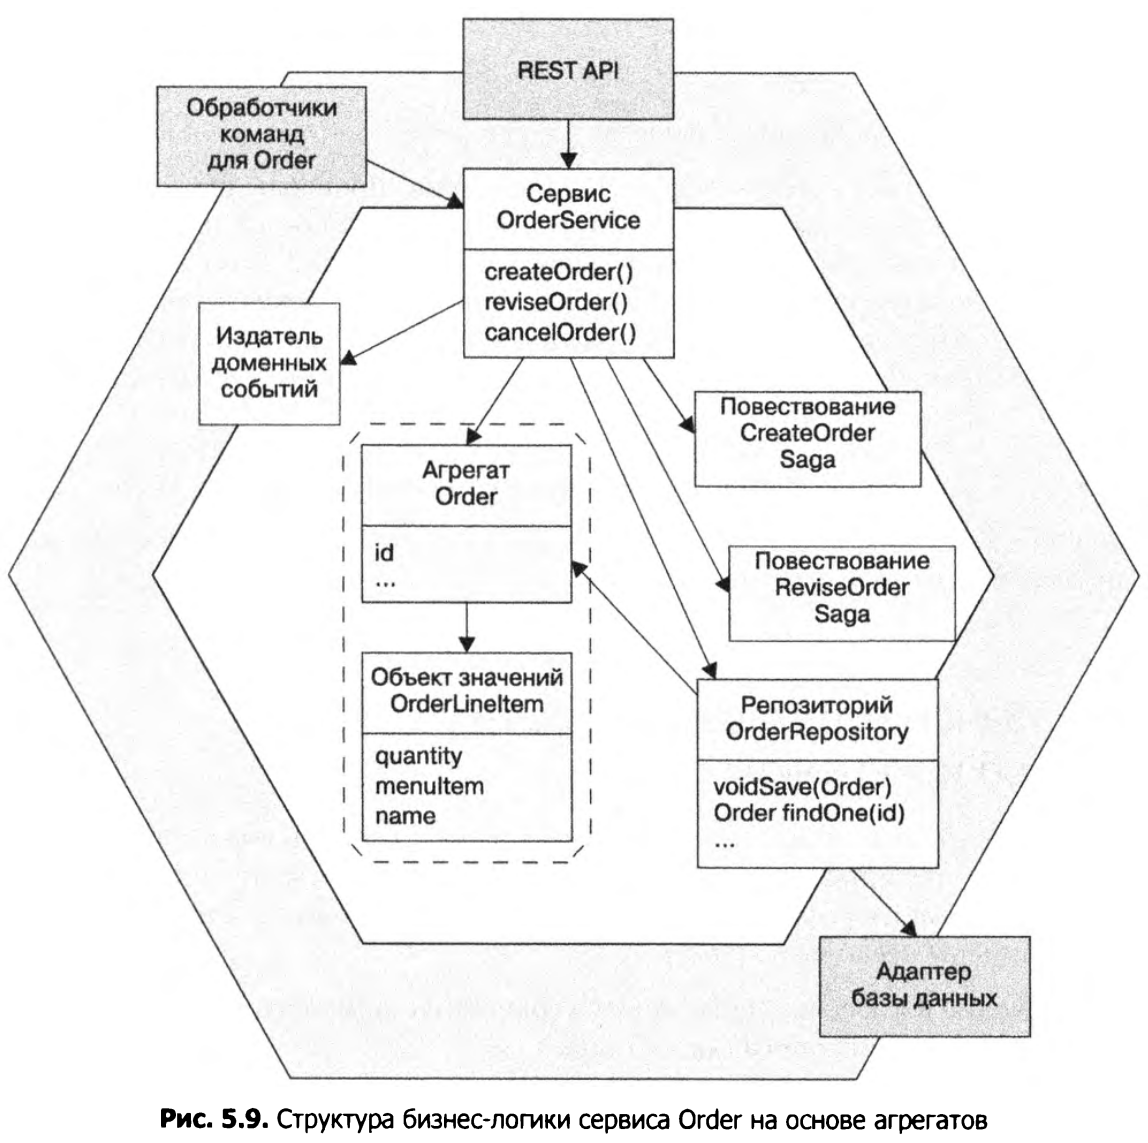 REST API
Обработчики
команд
для Order
Сервис
OrderService
createOrder()
reviseOrder()
cancelOrder()
Издатель
доменных
событий
Повествование
CreateOrder
Saga
Агрегат
Order
id
...
Повествование
ReviseOrder
Saga
Объект значений
OrderLineItem
quantity
menuItem
name
Репозиторий
OrderRepository
voidSave(Order)
Order findOne(id)
...
Адаптер
базы данных
Рис. 5.9. Структура бизнес-логики сервиса Order на основе агрегатов